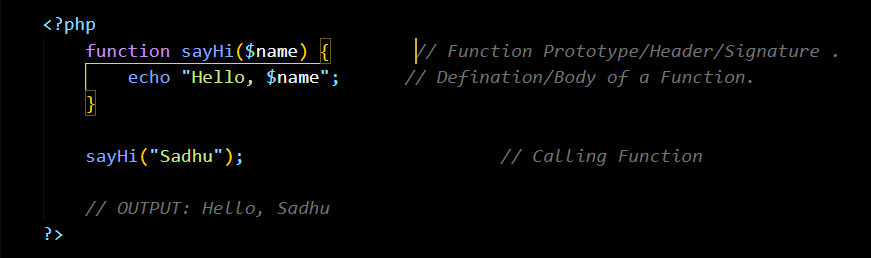 <?php
function sayHi($name) { // Function Prototype/Header/Signature .
echo "Hello, $name"; // Defination/Body of a Function.
}
sayHi("Sadhu"); // Calling Function
// OUTPUT: Hello, Sadhu
?>